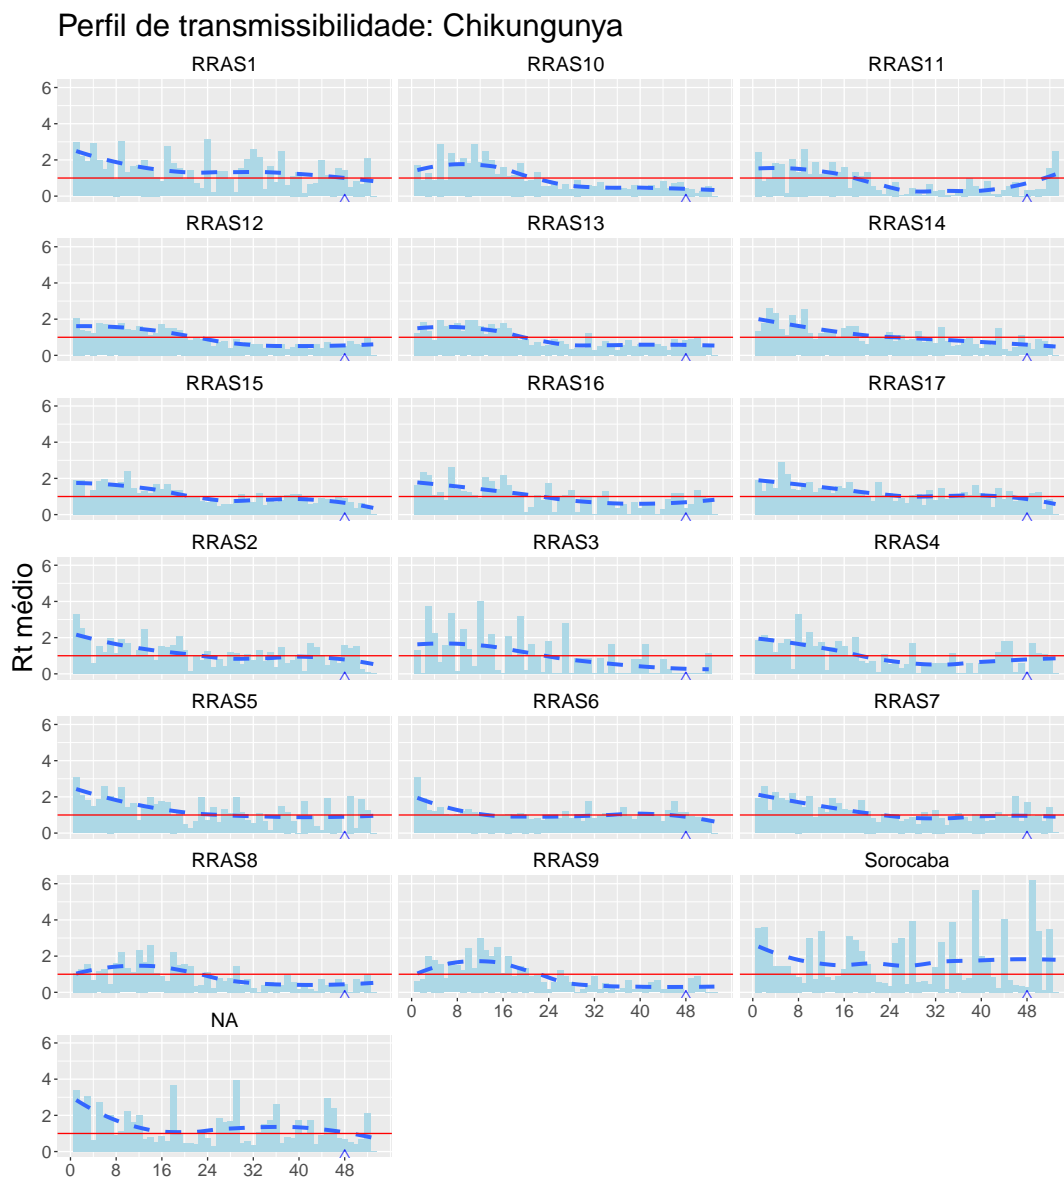 Perfil de transmissibilidade: Chikungunya
RRAS1 RRAS10 RRAS11
6
4
2
0
RRAS12 RRAS13 RRAS14
6
4
2
0
RRAS15 RRAS16 RRAS17
6
4
2
0
RRAS2 RRAS3 RRAS4
6
4
2
0
Rt médio
RRAS5 RRAS6 RRAS7
6
4
2
0
RRAS8 RRAS9 Sorocaba
6
4
2
0
0 8 16 24 32 40 48 0 8 16 24 32 40 48
NA
6
4
2
0
0 8 16 24 32 40 48